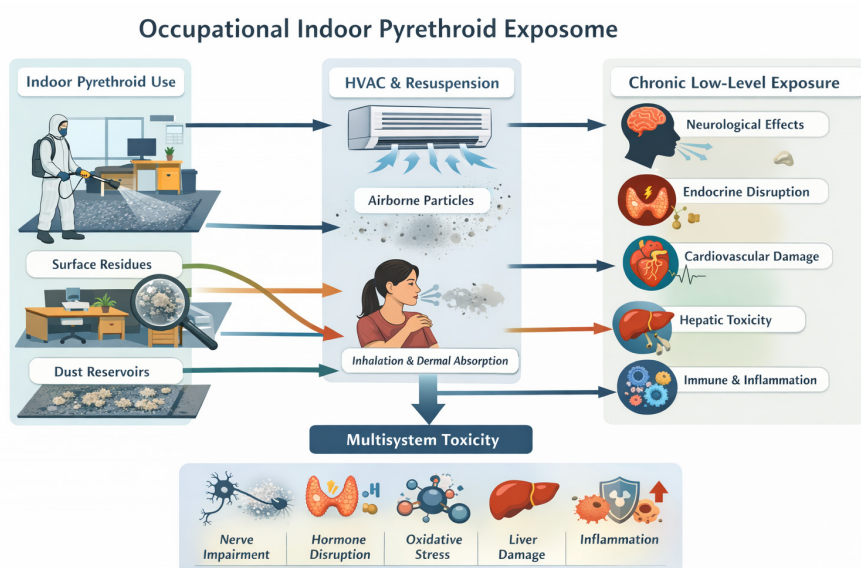 Occupational Indoor Pyrethroid Exposome
Indoor Pyrethroid Use
Surface Residues
Dust Reservoirs
HVAC & Resuspension
Airborne Particles
Inhalation & Dermal Absorption
Chronic Low-Level Exposure
Neurological Effects
Endocrine Disruption
Cardiovascular Damage
Hepatic Toxicity
Immune & Inflammation
Multisystem Toxicity
Nerve
Impairment
Hormone
Disruption
Oxidative
Stress
Liver
Damage
Inflammation